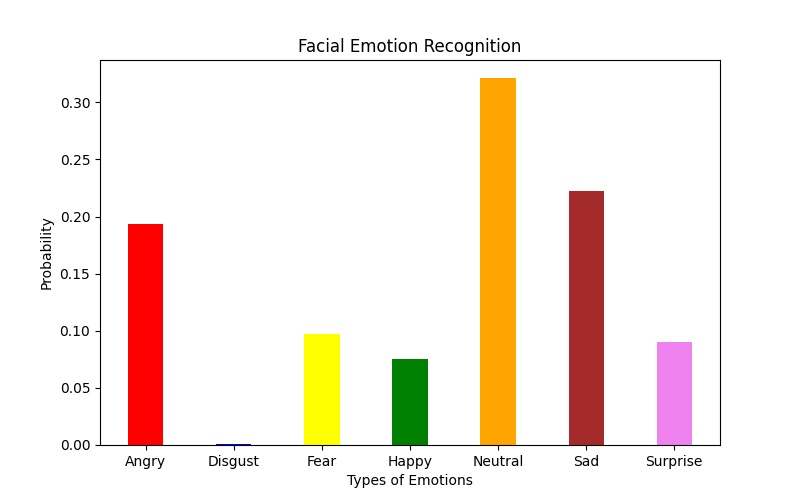 Facial Emotion Recognition
0.30
0.25
0.20
0.15
0.10
0.05
0.00
Probability
Angry Disgust Fear Happy Neutral Sad Surprise
Types of Emotions